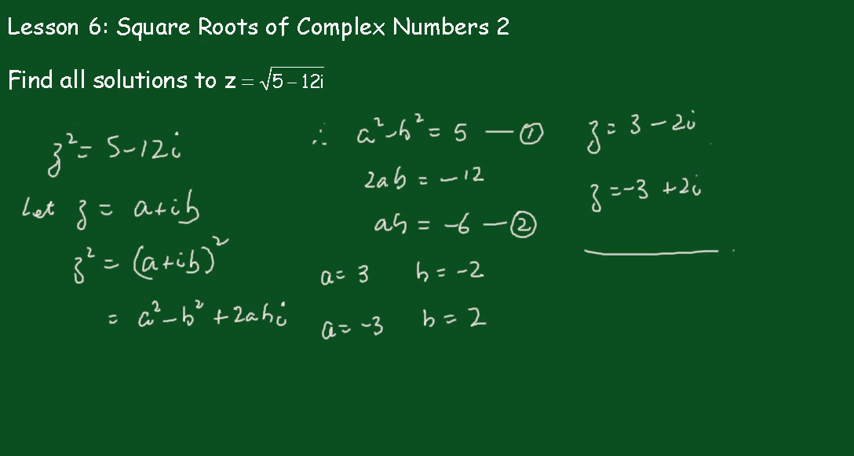 Lesson 6: Square Roots of Complex Numbers 2
Find all solutions to z = √5 – 12i
z² = 5 - 12i
Let z = a + ib
z² = (a + ib)²
= a² - b² + 2abi
∴ a² - b² = 5 — ①
2ab = -12
ab = -6 — ②
a = 3 b = -2
a = -3 b = 2
z = 3 - 2i
z = -3 + 2i